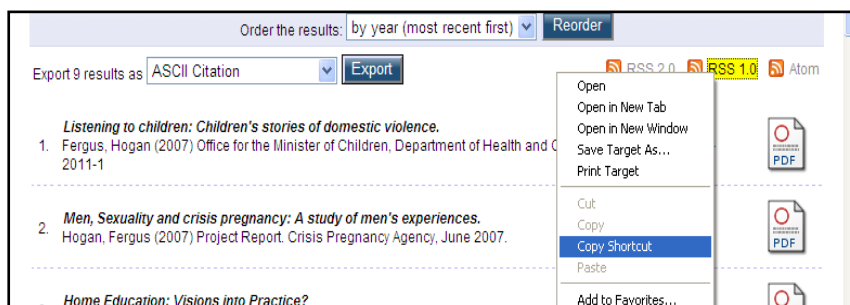 Order the results: by year (most recent first) Reorder
Export 9 results as ASCII Citation Export RSS 2.0 RSS 1.0 Atom
Open
Open in New Tab
Open in New Window
Save Target As...
Print Target
Cut
Copy
Copy Shortcut
Paste
Add to Favorites...
Listening to children: Children's stories of domestic violence.
1. Fergus, Hogan (2007) Office for the Minister of Children, Department of Health and
2011-1
PDF
Men, Sexuality and crisis pregnancy: A study of men's experiences.
2. Hogan, Fergus (2007) Project Report. Crisis Pregnancy Agency, June 2007.
PDF
Home Education: Visions into Practice?